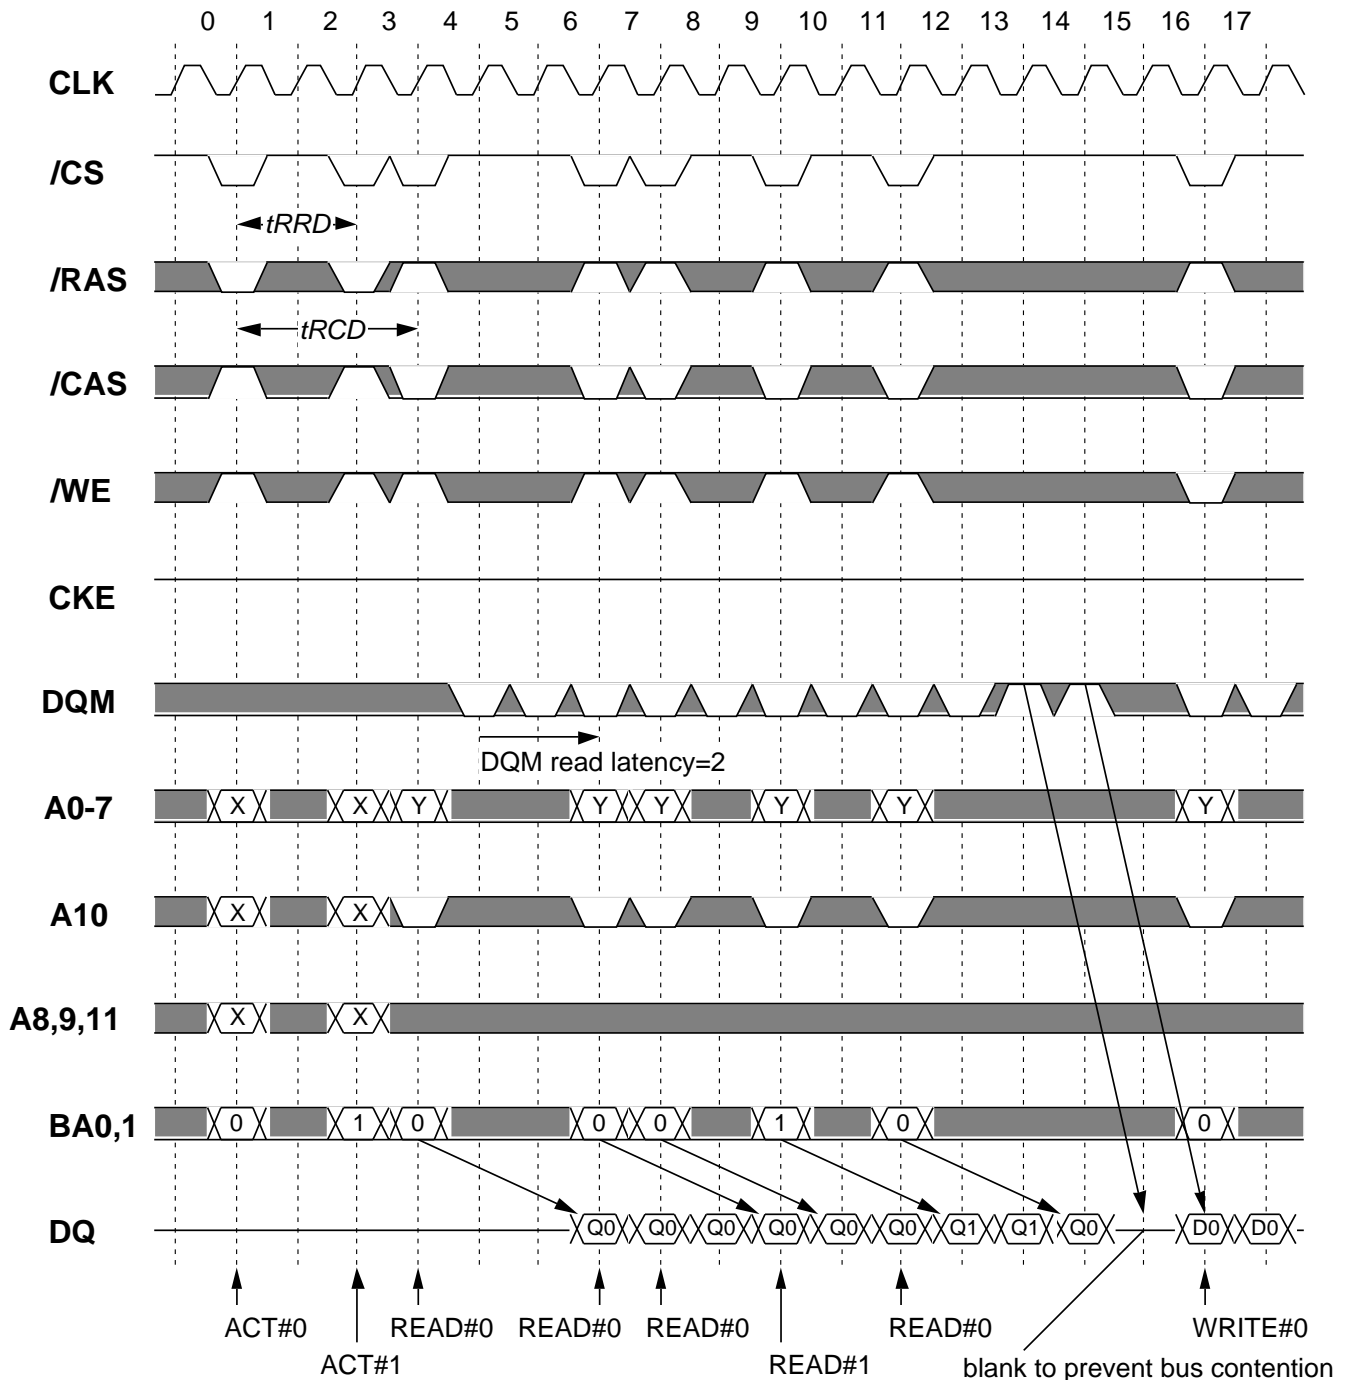 0 1 2 3 4 5 6 7 8 9 10 11 12 13 14 15 16 17
CLK
/CS
tRRD
/RAS
tRCD
/CAS
/WE
CKE
DQM
DQM read latency=2
A0-7 X X Y Y Y Y Y Y
A10 X X
A8,9,11 X X
BA0,1 0 1 0 0 0 1 0 0
DQ Q0 Q0 Q0 Q0 Q0 Q0 Q1 Q1 Q0 D0 D0
ACT#0 READ#0 READ#0 READ#0 READ#0 WRITE#0
ACT#1 READ#1 blank to prevent bus contention